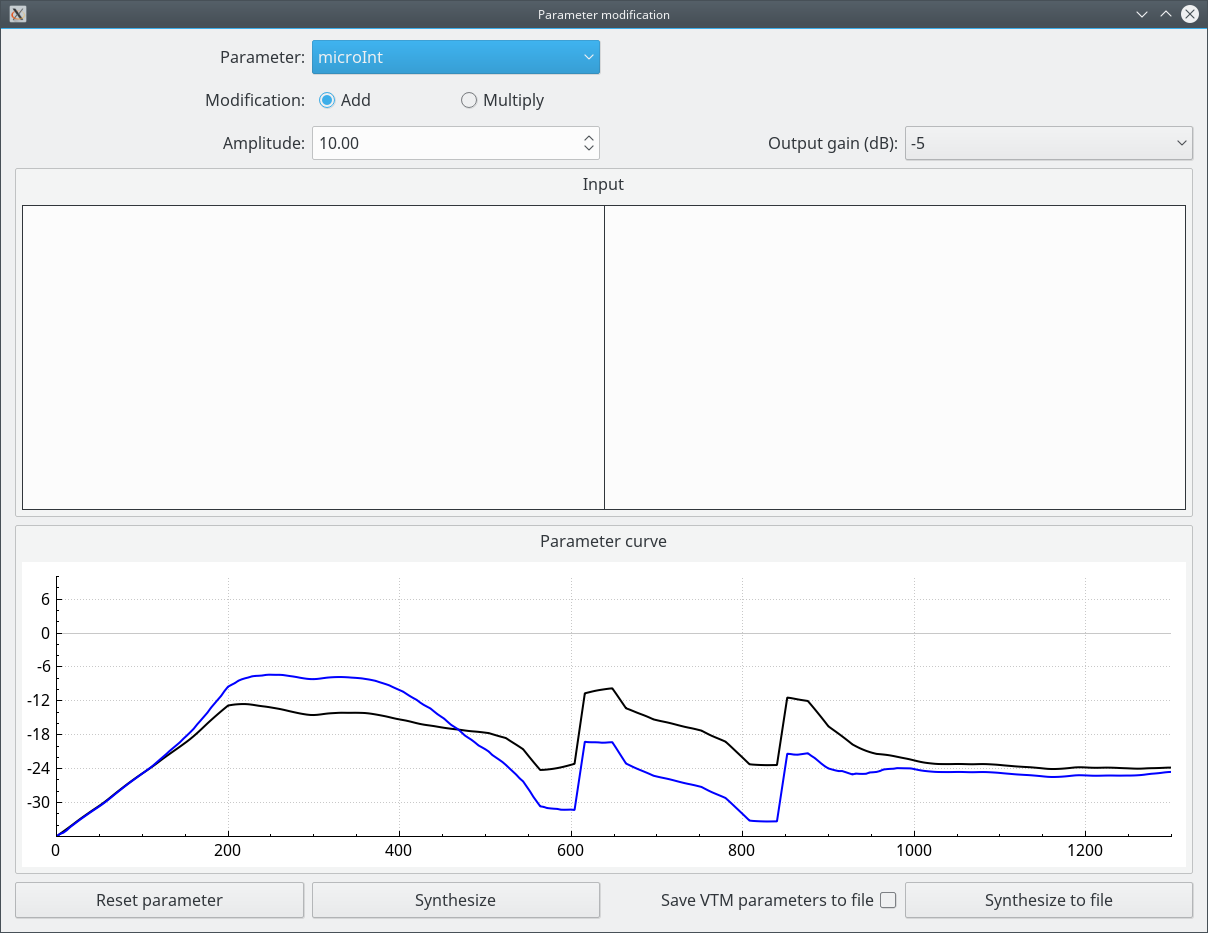 Parameter modification
Parameter: microInt
Modification: Add Multiply
Amplitude: 10.00 Output gain (dB): -5
Input
Parameter curve
6
0
-6
-12
-18
-24
-30
0 200 400 600 800 1000 1200
Reset parameter Synthesize Save VTM parameters to file Synthesize to file